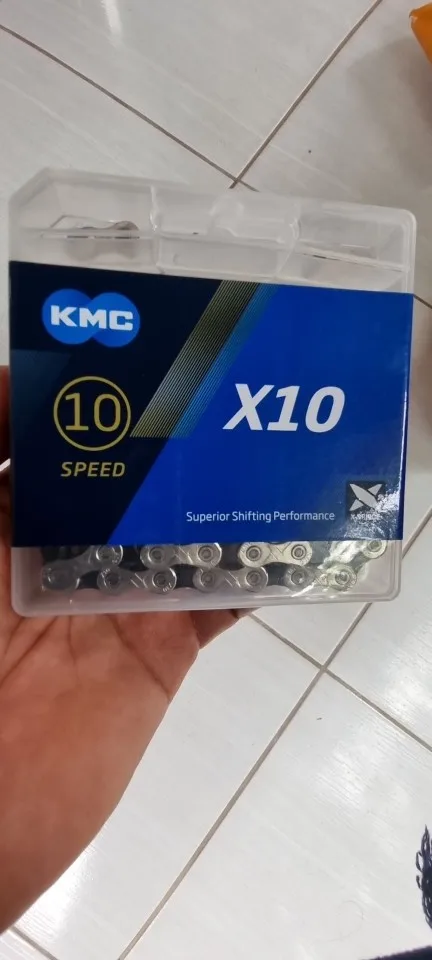 KMC
10
SPEED
X10
Superior Shifting Performance